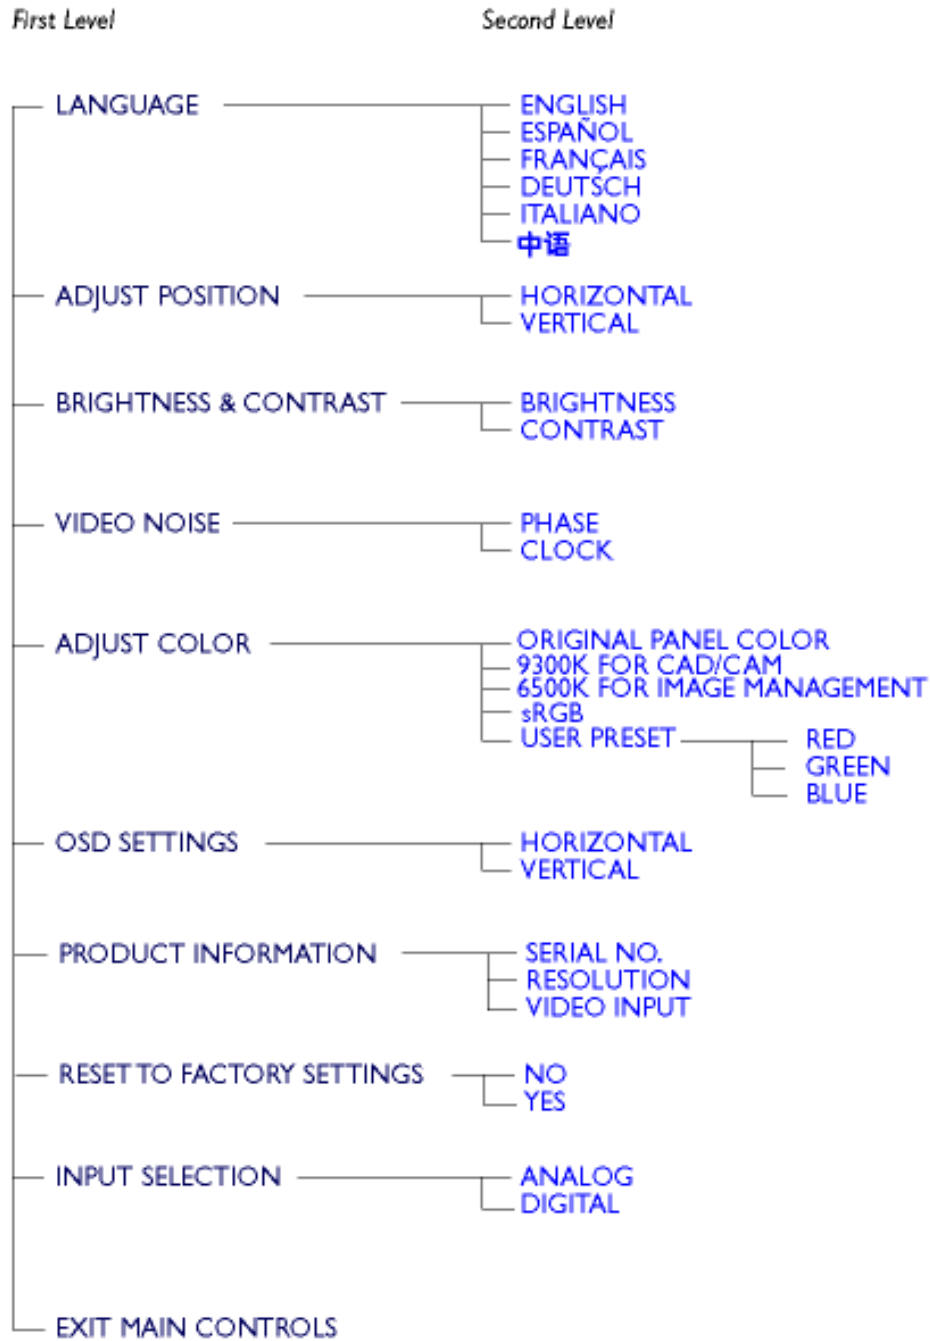 First Level Second Level
LANGUAGE ENGLISH
ESPAÑOL
FRANÇAIS
DEUTSCH
ITALIANO
中语
ADJUST POSITION HORIZONTAL
VERTICAL
BRIGHTNESS & CONTRAST BRIGHTNESS
CONTRAST
VIDEO NOISE PHASE
CLOCK
ADJUST COLOR ORIGINAL PANEL COLOR
9300K FOR CAD/CAM
6500K FOR IMAGE MANAGEMENT
sRGB
USER PRESET RED
GREEN
BLUE
OSD SETTINGS HORIZONTAL
VERTICAL
PRODUCT INFORMATION SERIAL NO.
RESOLUTION
VIDEO INPUT
RESET TO FACTORY SETTINGS NO
YES
INPUT SELECTION ANALOG
DIGITAL
EXIT MAIN CONTROLS